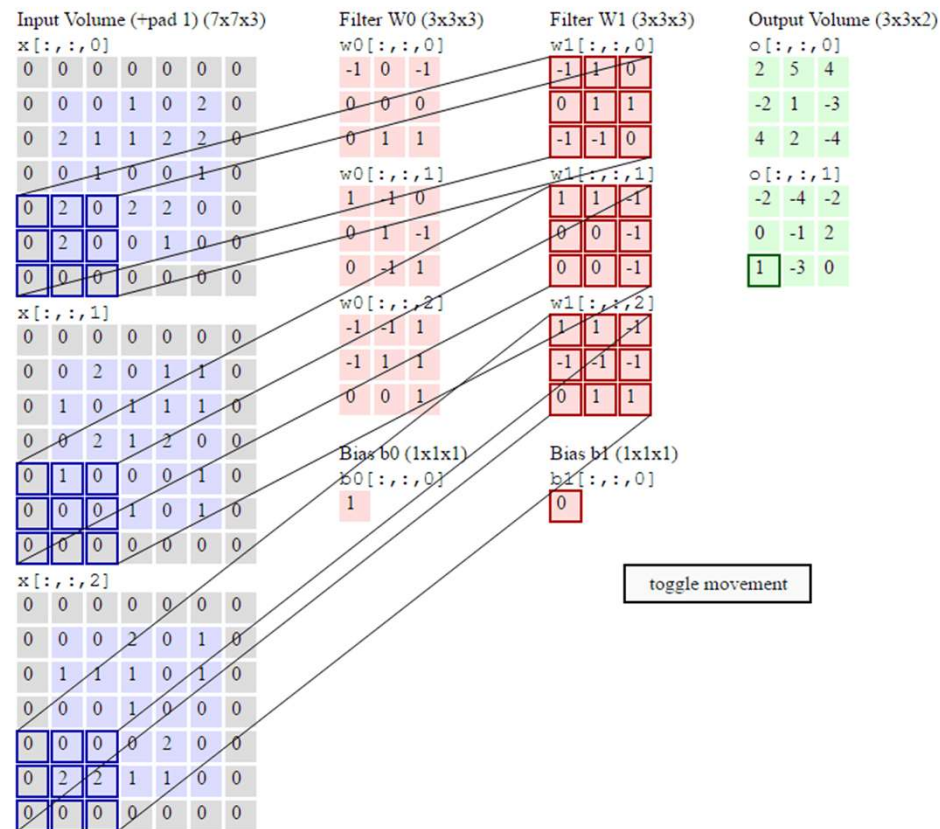 Input Volume (+pad 1) (7x7x3)
x[:,:,0]
0 0 0 0 0 0 0
0 0 0 1 0 2 0
0 2 1 1 2 2 0
0 0 1 0 0 1 0
0 2 0 2 2 0 0
0 2 0 0 1 0 0
0 0 0 0 0 0 0
x[:,:,1]
0 0 0 0 0 0 0
0 0 2 0 1 1 0
0 1 0 1 1 1 0
0 0 2 1 2 0 0
0 1 0 0 0 1 0
0 0 0 1 0 1 0
0 0 0 0 0 0 0
x[:,:,2]
0 0 0 0 0 0 0
0 0 0 2 0 1 0
0 1 1 1 0 1 0
0 0 0 1 0 0 0
0 0 0 0 2 0 0
0 2 2 1 1 0 0
0 0 0 0 0 0 0
Filter W0 (3x3x3)
w0[:,:,0]
-1 0 -1
0 0 0
0 1 1
w0[:,:,1]
1 -1 0
0 1 -1
0 -1 1
w0[:,:,2]
-1 -1 1
-1 1 1
0 0 1
Bias b0 (1x1x1)
b0[:,:,0]
1
Filter W1 (3x3x3)
w1[:,:,0]
-1 1 0
0 1 1
-1 -1 0
w1[:,:,1]
1 1 -1
0 0 -1
0 0 -1
w1[:,:,2]
1 1 -1
-1 -1 -1
0 1 1
Bias b1 (1x1x1)
b1[:,:,0]
0
Output Volume (3x3x2)
o[:,:,0]
2 5 4
-2 1 -3
4 2 -4
o[:,:,1]
-2 -4 -2
0 -1 2
1 -3 0
toggle movement